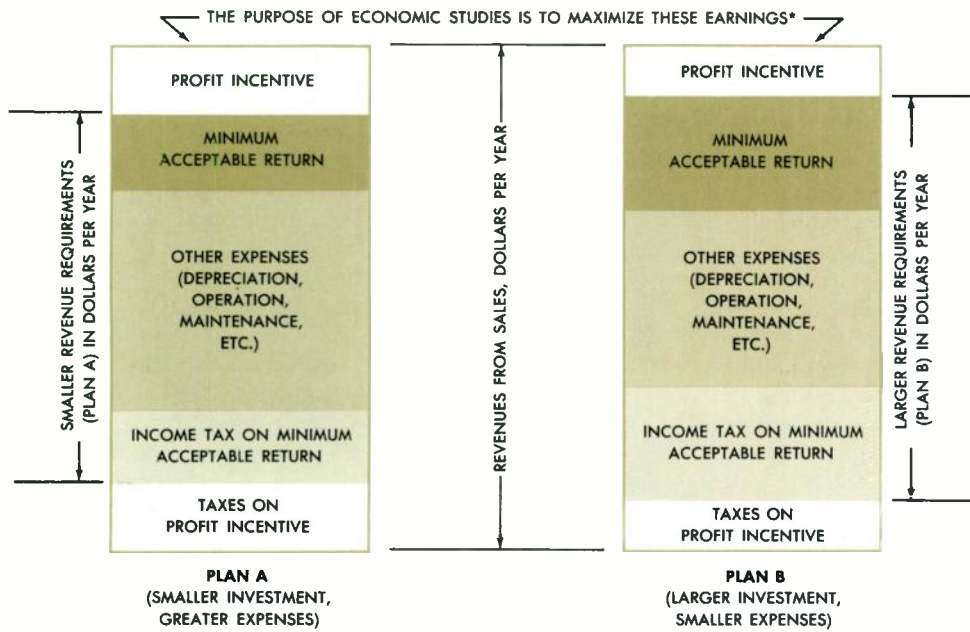 THE PURPOSE OF ECONOMIC STUDIES IS TO MAXIMIZE THESE EARNINGS*
PROFIT INCENTIVE
MINIMUM
ACCEPTABLE RETURN
OTHER EXPENSES
(DEPRECIATION,
OPERATION,
MAINTENANCE,
ETC.)
INCOME TAX ON MINIMUM
ACCEPTABLE RETURN
TAXES ON
PROFIT INCENTIVE
SMALLER REVENUE REQUIREMENTS
(PLAN A) IN DOLLARS PER YEAR
PLAN A
(SMALLER INVESTMENT,
GREATER EXPENSES)
REVENUES FROM SALES, DOLLARS PER YEAR
PROFIT INCENTIVE
MINIMUM
ACCEPTABLE RETURN
OTHER EXPENSES
(DEPRECIATION,
OPERATION,
MAINTENANCE,
ETC.)
INCOME TAX ON MINIMUM
ACCEPTABLE RETURN
TAXES ON
PROFIT INCENTIVE
LARGER REVENUE REQUIREMENTS
(PLAN B) IN DOLLARS PER YEAR
PLAN B
(LARGER INVESTMENT,
SMALLER EXPENSES)